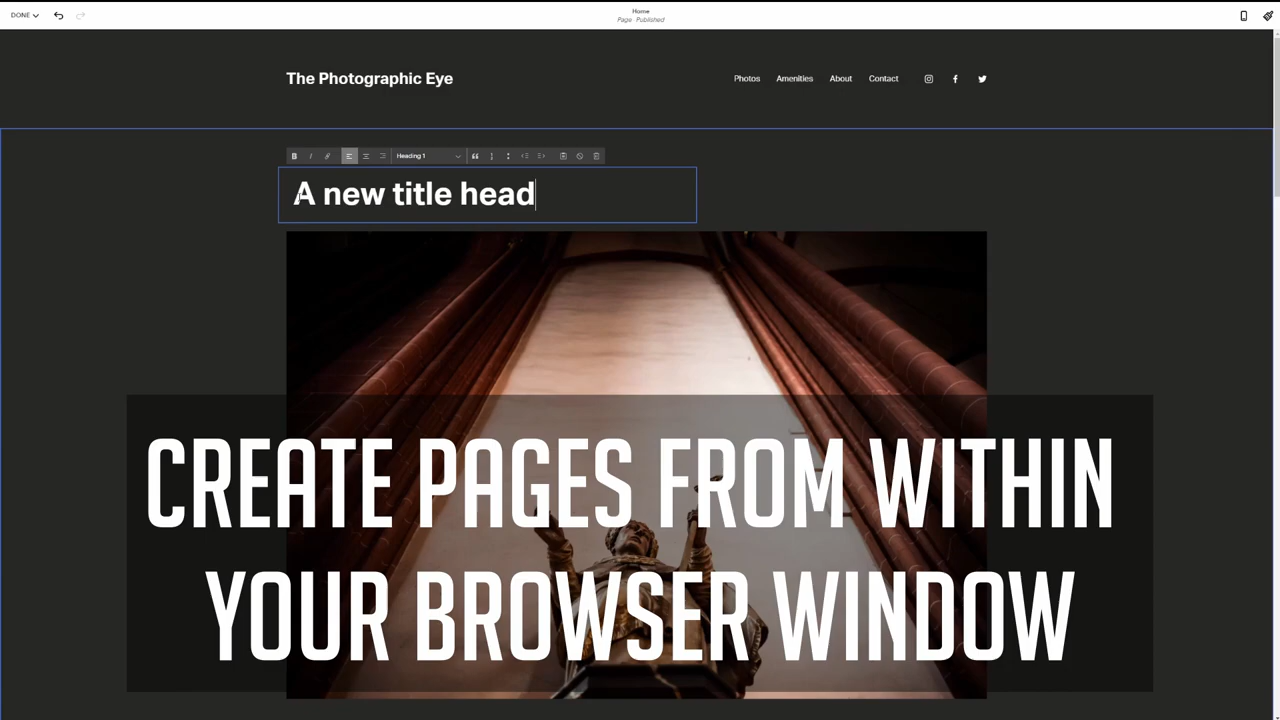 DONE
Home
Page · Published
The Photographic Eye
Photos Amenities About Contact
B I Heading 1
A new title head
CREATE PAGES FROM WITHIN
YOUR BROWSER WINDOW